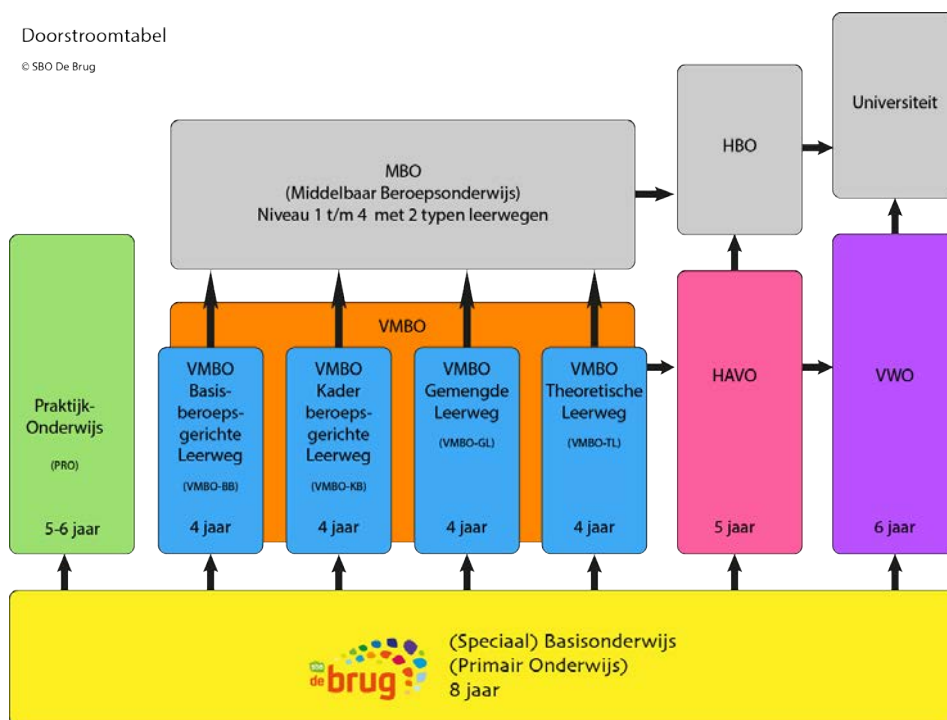 Doorstroomtabel
© SBO De Brug
Universiteit
HBO
MBO
(Middelbaar Beroepsonderwijs)
Niveau 1 t/m 4 met 2 typen leerwegen
VMBO
Praktijk-
Onderwijs
(PRO)
5-6 jaar
VMBO
Basis-
beroeps-
gerichte
Leerweg
(VMBO-BB)
4 jaar
VMBO
Kader
beroeps-
gerichte
Leerweg
(VMBO-KB)
4 jaar
VMBO
Gemengde
Leerweg
(VMBO-GL)
4 jaar
VMBO
Theoretische
Leerweg
(VMBO-TL)
4 jaar
HAVO
5 jaar
VWO
6 jaar
sbo
de brug
(Speciaal) Basisonderwijs
(Primair Onderwijs)
8 jaar